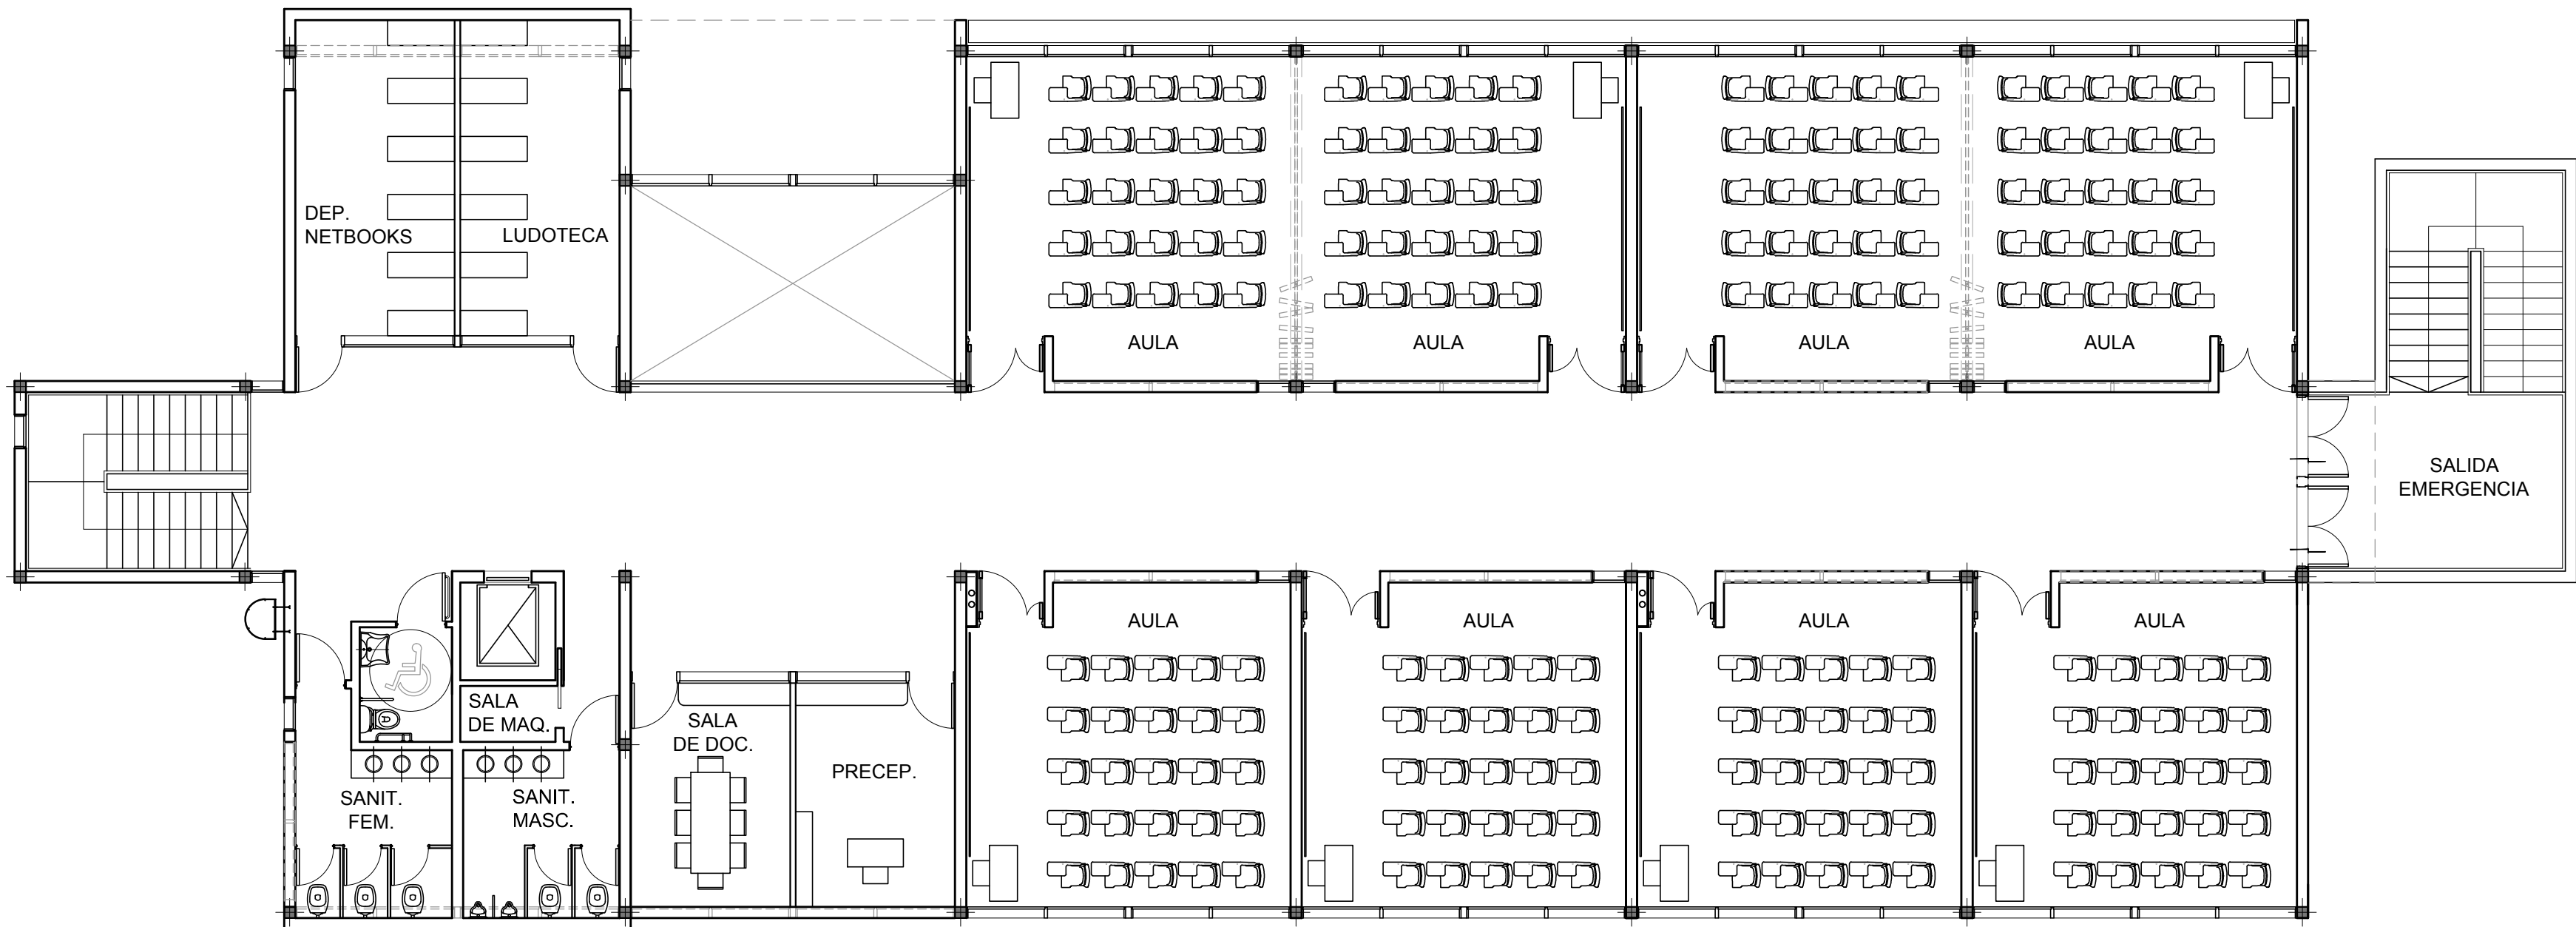 DEP.
NETBOOKS
LUDOTECA
AULA
AULA
AULA
AULA
SALIDA
EMERGENCIA
AULA
AULA
AULA
AULA
SALA
DE MAQ.
SALA
DE DOC.
PRECEP.
SANIT.
FEM.
SANIT.
MASC.